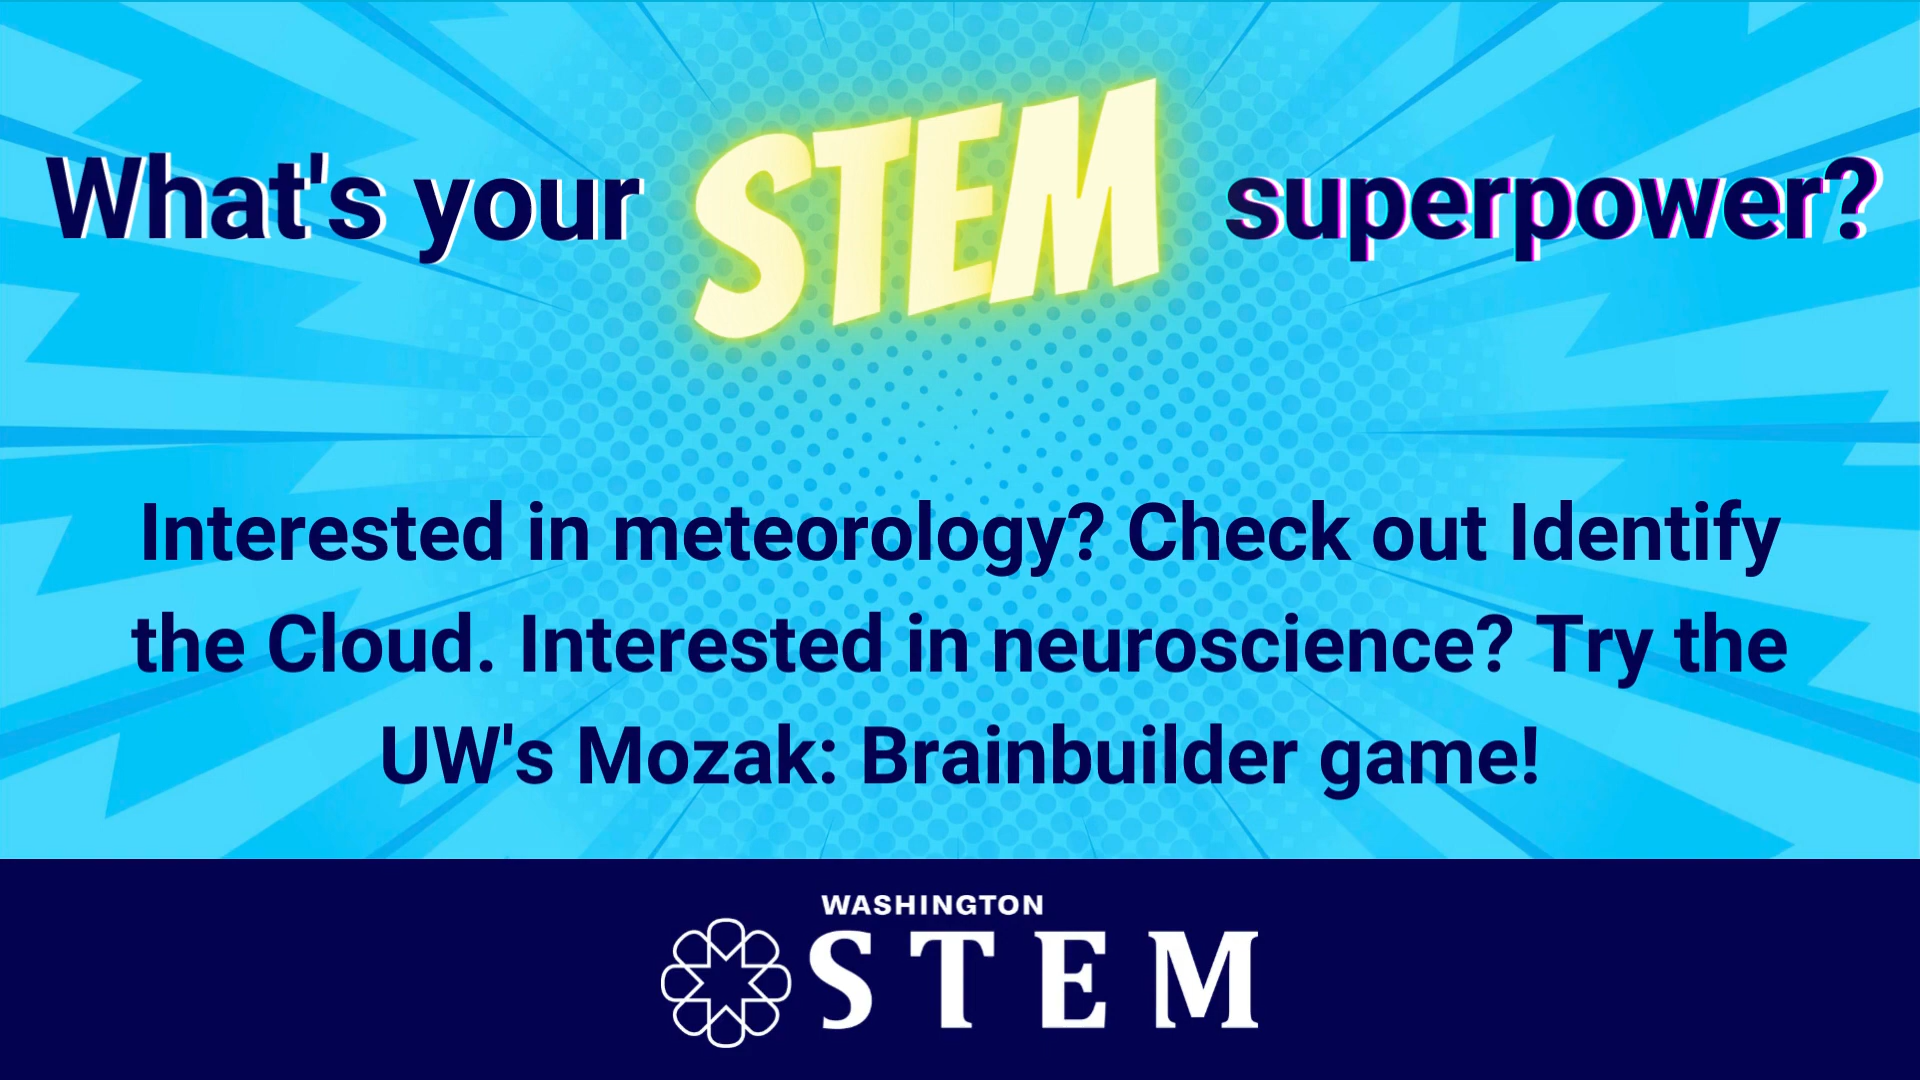 What's your STEM superpower?
Interested in meteorology? Check out Identify
the Cloud. Interested in neuroscience? Try the
UW's Mozak: Brainbuilder game!
WASHINGTON
STEM